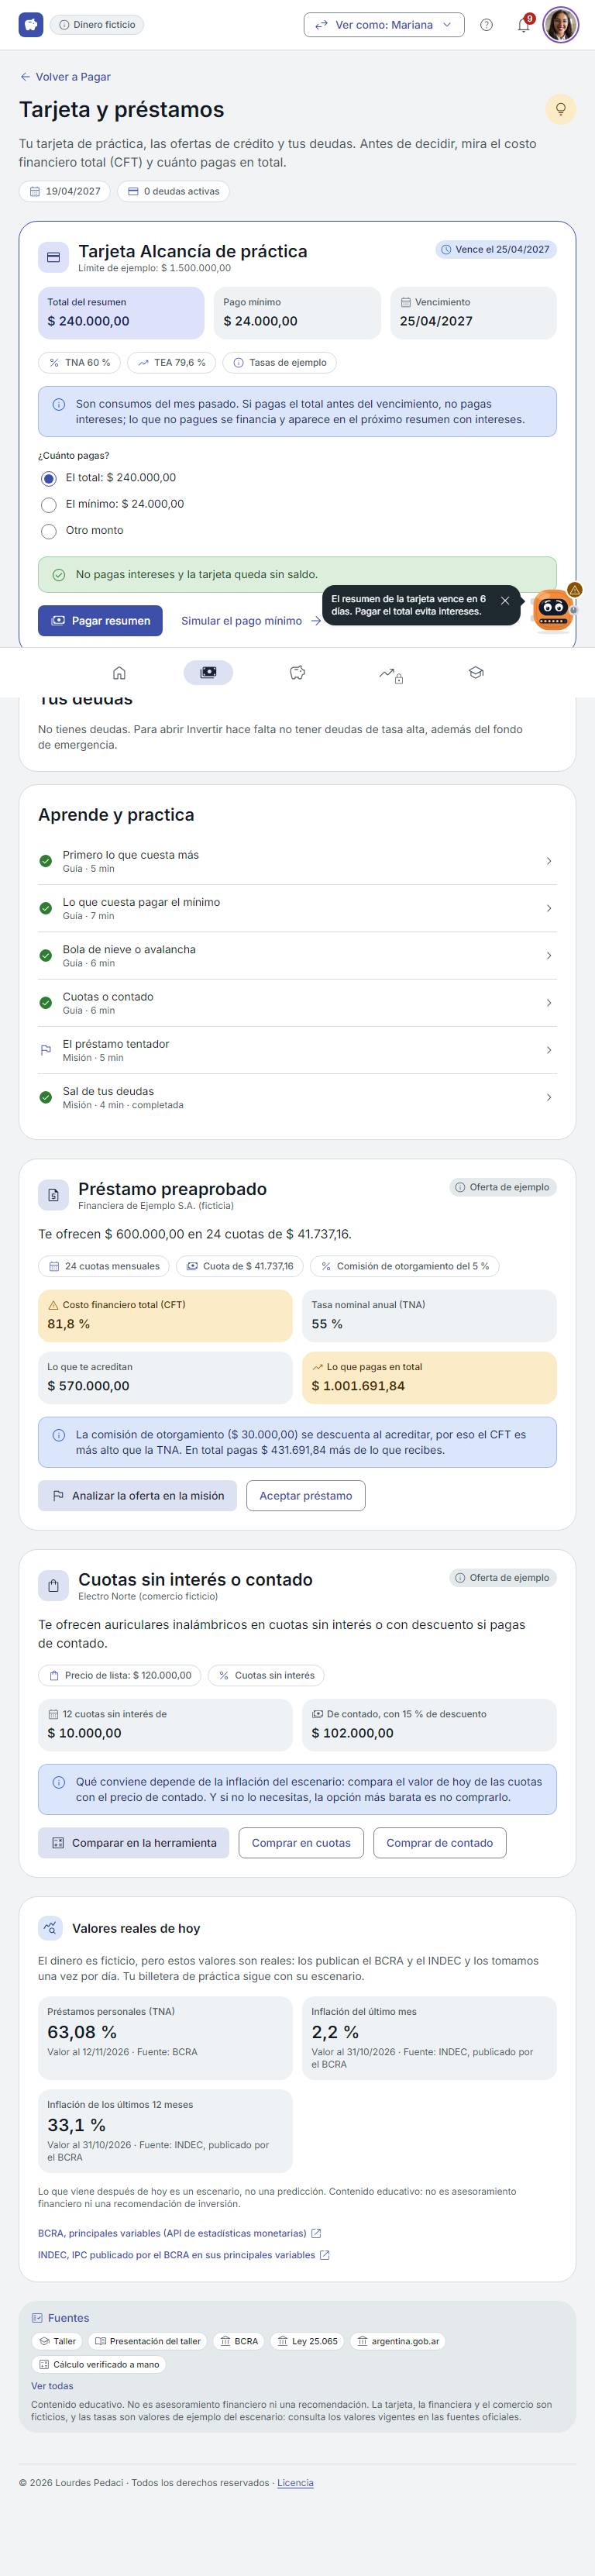 Dinero ficticio
Ver como: Mariana
9
Volver a Pagar
Tarjeta y préstamos
Tu tarjeta de práctica, las ofertas de crédito y tus deudas. Antes de decidir, mira el costo
financiero total (CFT) y cuánto pagas en total.
19/04/2027
0 deudas activas
Tarjeta Alcancía de práctica
Límite de ejemplo: $ 1.500.000,00
Vence el 25/04/2027
Total del resumen
$ 240.000,00
Pago mínimo
$ 24.000,00
Vencimiento
25/04/2027
TNA 60 %
TEA 79,6 %
Tasas de ejemplo
Son consumos del mes pasado. Si pagas el total antes del vencimiento, no pagas
intereses; lo que no pagues se financia y aparece en el próximo resumen con intereses.
¿Cuánto pagas?
El total: $ 240.000,00
El mínimo: $ 24.000,00
Otro monto
No pagas intereses y la tarjeta queda sin saldo.
El resumen de la tarjeta vence en 6
días. Pagar el total evita intereses.
Pagar resumen
Simular el pago mínimo
Tus deudas
No tienes deudas. Para abrir Invertir hace falta no tener deudas de tasa alta, además del fondo
de emergencia.
Aprende y practica
Primero lo que cuesta más
Guía · 5 min
Lo que cuesta pagar el mínimo
Guía · 7 min
Bola de nieve o avalancha
Guía · 6 min
Cuotas o contado
Guía · 6 min
El préstamo tentador
Misión · 5 min
Sal de tus deudas
Misión · 4 min · completada
Préstamo preaprobado
Financiera de Ejemplo S.A. (ficticia)
Oferta de ejemplo
Te ofrecen $ 600.000,00 en 24 cuotas de $ 41.737,16.
24 cuotas mensuales
Cuota de $ 41.737,16
Comisión de otorgamiento del 5 %
Costo financiero total (CFT)
81,8 %
Tasa nominal anual (TNA)
55 %
Lo que te acreditan
$ 570.000,00
Lo que pagas en total
$ 1.001.691,84
La comisión de otorgamiento ($ 30.000,00) se descuenta al acreditar, por eso el CFT es
más alto que la TNA. En total pagas $ 431.691,84 más de lo que recibes.
Analizar la oferta en la misión
Aceptar préstamo
Cuotas sin interés o contado
Electro Norte (comercio ficticio)
Oferta de ejemplo
Te ofrecen auriculares inalámbricos en cuotas sin interés o con descuento si pagas
de contado.
Precio de lista: $ 120.000,00
Cuotas sin interés
12 cuotas sin interés de
$ 10.000,00
De contado, con 15 % de descuento
$ 102.000,00
Qué conviene depende de la inflación del escenario: compara el valor de hoy de las cuotas
con el precio de contado. Y si no lo necesitas, la opción más barata es no comprarlo.
Comparar en la herramienta
Comprar en cuotas
Comprar de contado
Valores reales de hoy
El dinero es ficticio, pero estos valores son reales: los publican el BCRA y el INDEC y los tomamos
una vez por día. Tu billetera de práctica sigue con su escenario.
Préstamos personales (TNA)
63,08 %
Valor al 12/11/2026 · Fuente: BCRA
Inflación del último mes
2,2 %
Valor al 31/10/2026 · Fuente: INDEC, publicado por
el BCRA
Inflación de los últimos 12 meses
33,1 %
Valor al 31/10/2026 · Fuente: INDEC, publicado por
el BCRA
Lo que viene después de hoy es un escenario, no una predicción. Contenido educativo: no es asesoramiento
financiero ni una recomendación de inversión.
BCRA, principales variables (API de estadísticas monetarias)
INDEC, IPC publicado por el BCRA en sus principales variables
Fuentes
Taller
Presentación del taller
BCRA
Ley 25.065
argentina.gob.ar
Cálculo verificado a mano
Ver todas
Contenido educativo. No es asesoramiento financiero ni una recomendación. La tarjeta, la financiera y el comercio son
ficticios, y las tasas son valores de ejemplo del escenario: consulta los valores vigentes en las fuentes oficiales.
© 2026 Lourdes Pedaci · Todos los derechos reservados · Licencia